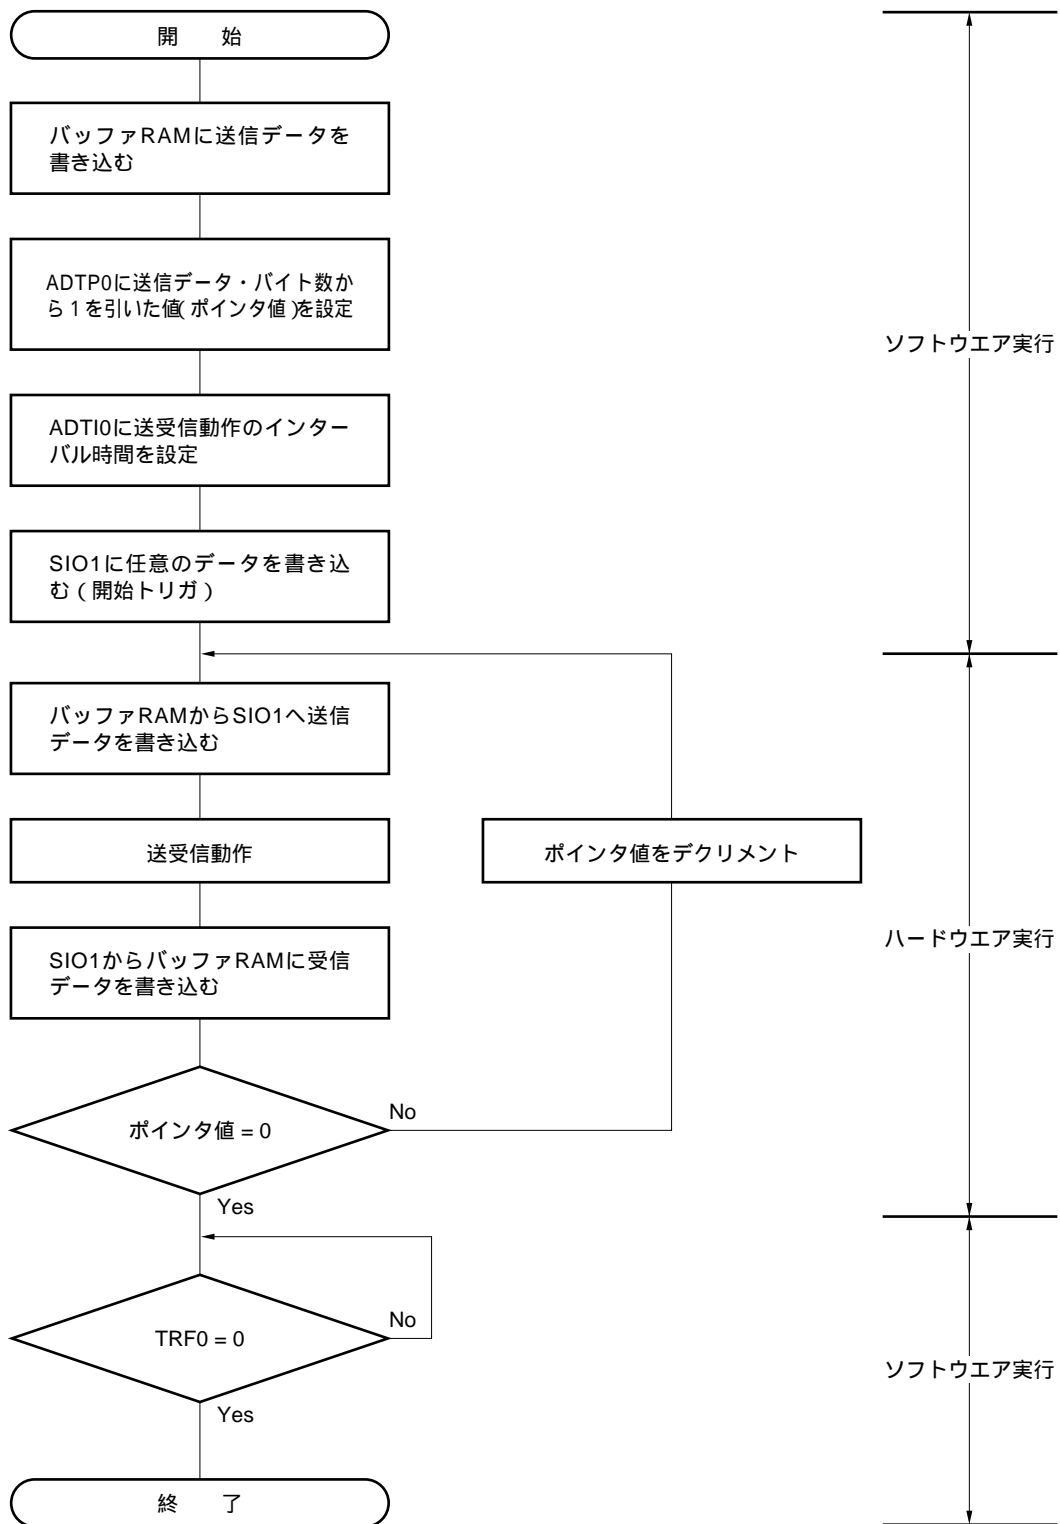 開　　始
バッファRAMに送信データを
書き込む
ADTP0に送信データ・バイト数か
ら１を引いた値(ポインタ値)を設定
ADTI0に送受信動作のインター
バル時間を設定
SIO1に任意のデータを書き込
む（開始トリガ）
ソフトウエア実行
バッファRAMからSIO1へ送信
データを書き込む
送受信動作
ポインタ値をデクリメント
SIO1からバッファRAMに受信
データを書き込む
ハードウエア実行
ポインタ値 = 0
No
Yes
TRF0 = 0
No
Yes
ソフトウエア実行
終　　了